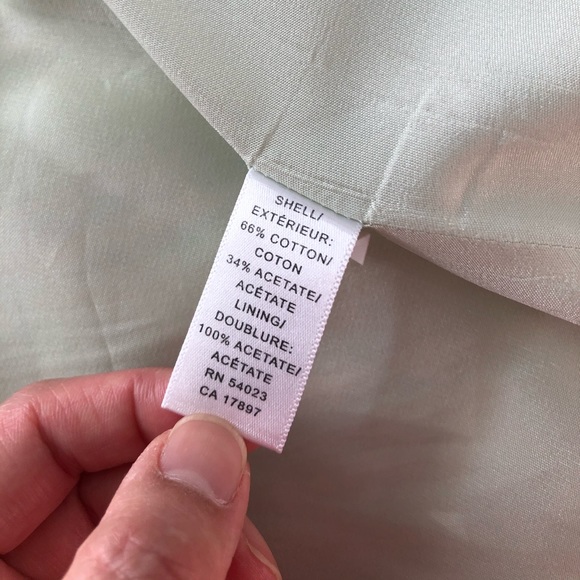 SHELL/
EXTÉRIEUR:
66% COTTON/
COTON
34% ACETATE/
ACÉTATE
LINING/
DOUBLURE:
100% ACETATE/
ACÉTATE
RN 54023
CA 17897